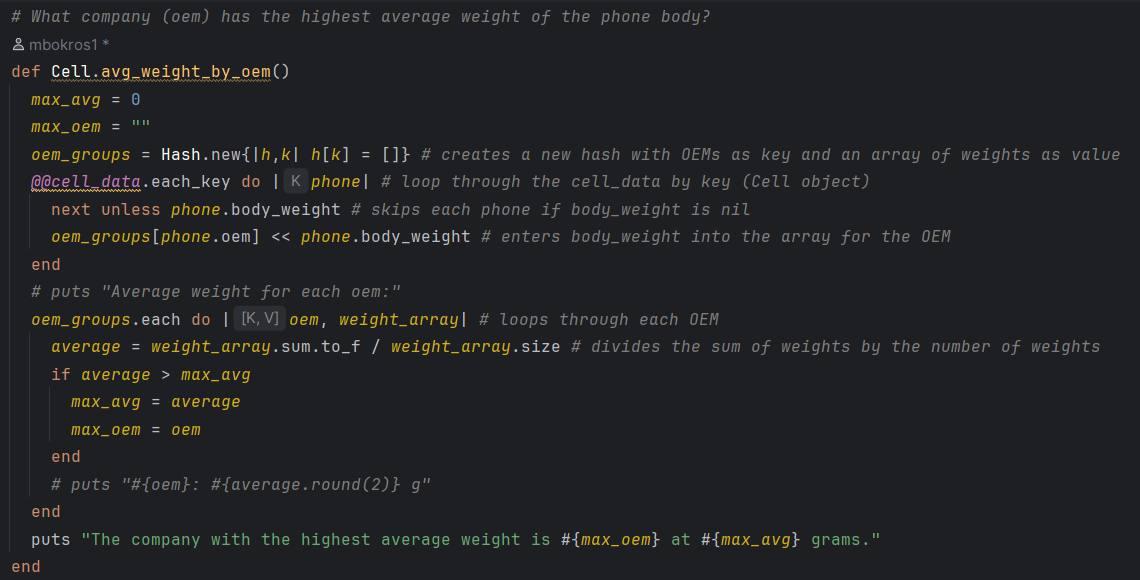 # What company (oem) has the highest average weight of the phone body?
mbokros1 *
def Cell.avg_weight_by_oem()
  max_avg = 0
  max_oem = ""
  oem_groups = Hash.new{|h,k| h[k] = []} # creates a new hash with OEMs as key and an array of weights as value
  @@cell_data.each_key do | K phone| # loop through the cell_data by key (Cell object)
    next unless phone.body_weight # skips each phone if body_weight is nil
    oem_groups[phone.oem] << phone.body_weight # enters body_weight into the array for the OEM
  end
  # puts "Average weight for each oem:"
  oem_groups.each do | [K, V] oem, weight_array| # loops through each OEM
    average = weight_array.sum.to_f / weight_array.size # divides the sum of weights by the number of weights
    if average > max_avg
      max_avg = average
      max_oem = oem
    end
    # puts "#{oem}: #{average.round(2)} g"
  end
  puts "The company with the highest average weight is #{max_oem} at #{max_avg} grams."
end